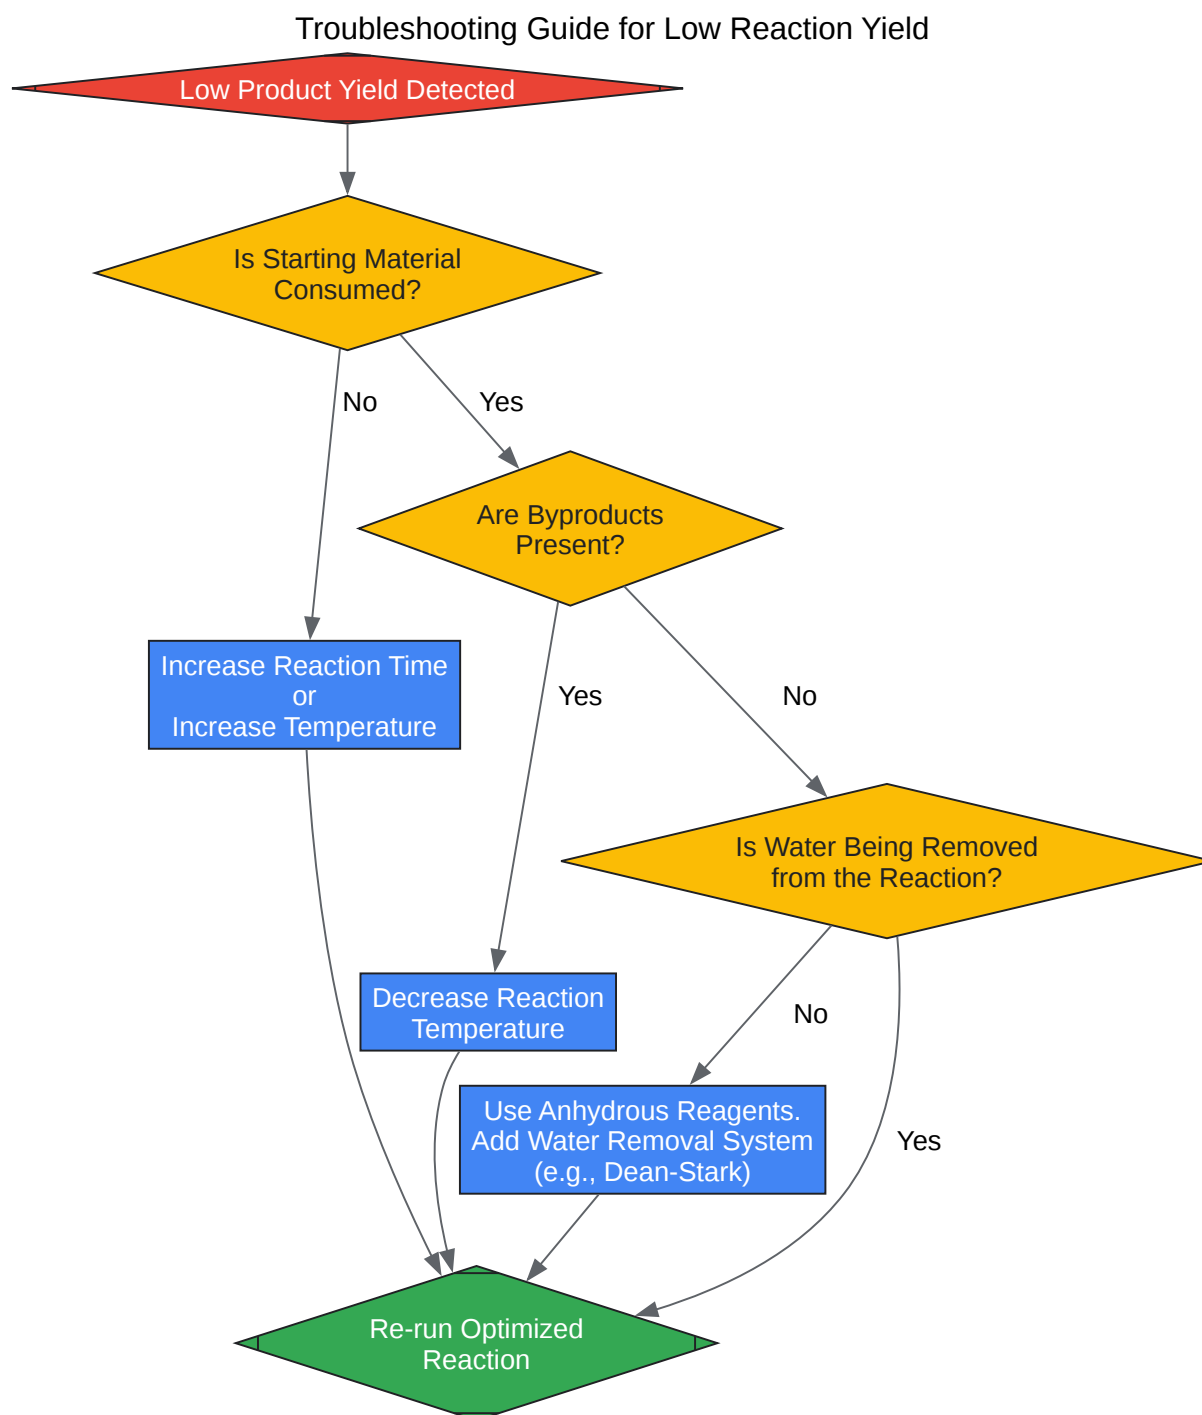 Troubleshooting Guide for Low Reaction Yield
Low Product Yield Detected
Is Starting Material
Consumed?
No
Yes
Are Byproducts
Present?
Increase Reaction Time
or
Increase Temperature
Yes
No
Is Water Being Removed
from the Reaction?
Decrease Reaction
Temperature
No
Use Anhydrous Reagents.
Add Water Removal System
(e.g., Dean-Stark)
Yes
Re-run Optimized
Reaction